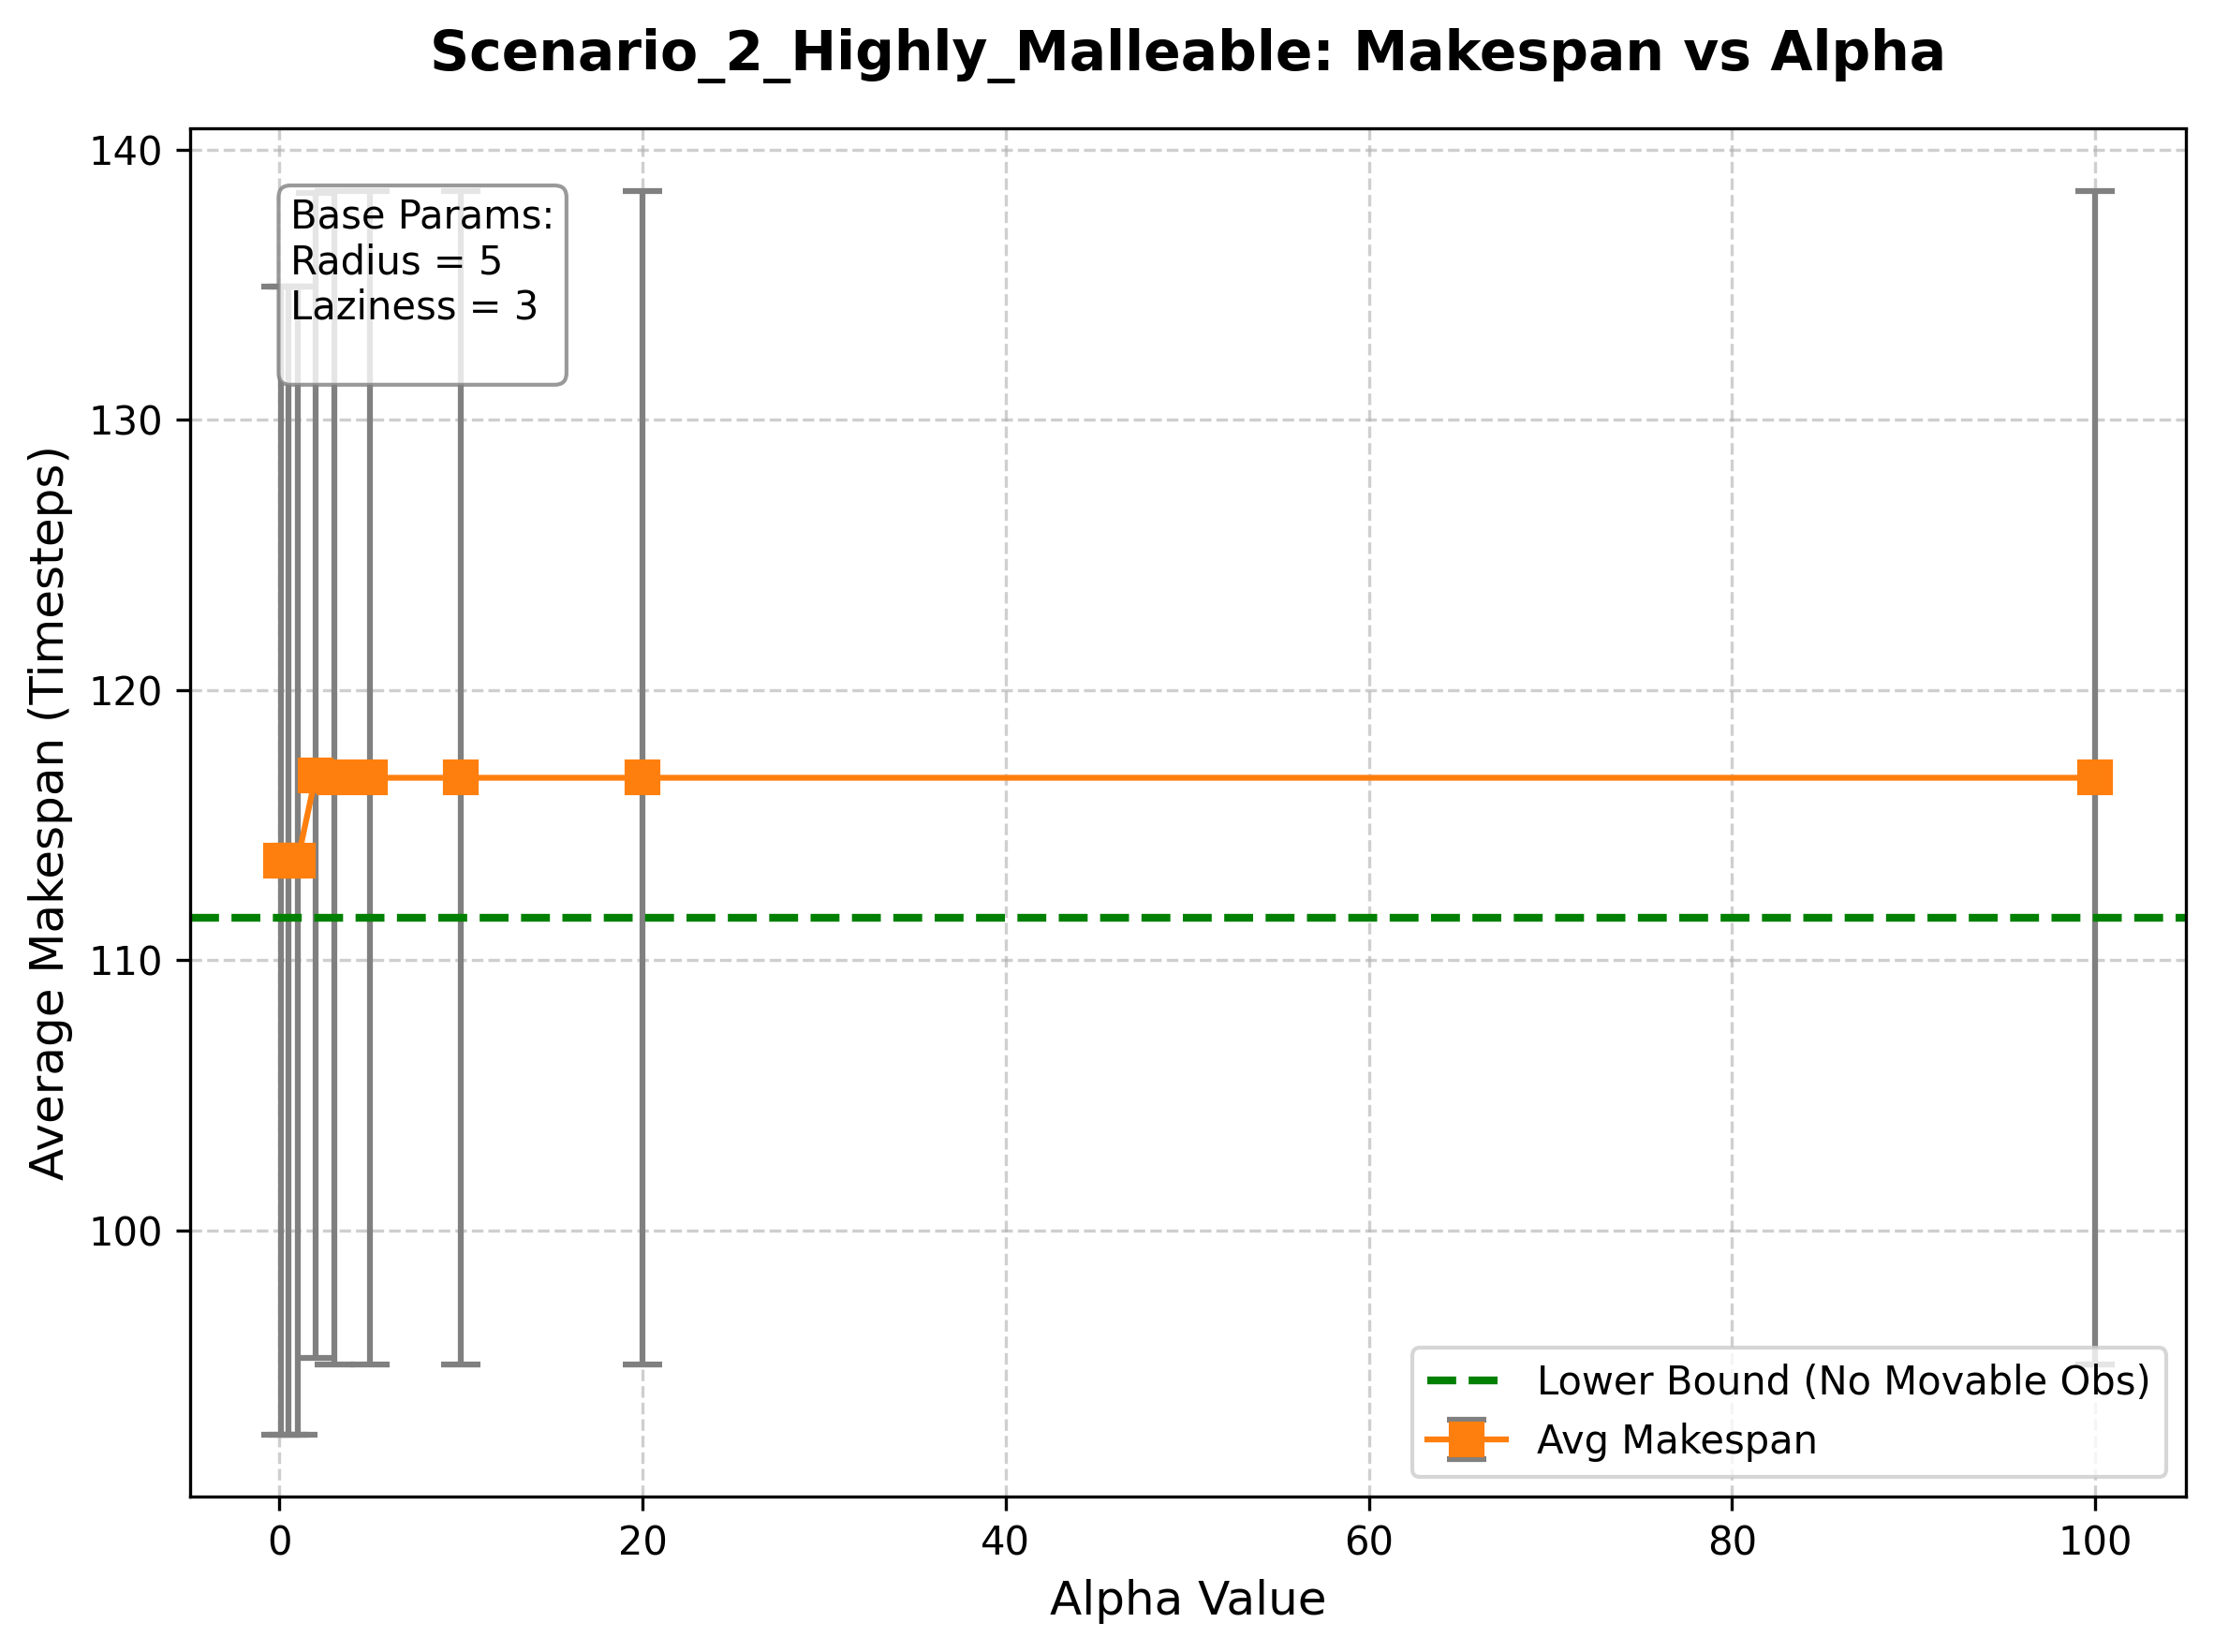 Scenario_2_Highly_Malleable: Makespan vs Alpha
Average Makespan (Timesteps)
140
130
120
110
100
Base Params:
Radius = 5
Laziness = 3
Lower Bound (No Movable Obs)
Avg Makespan
0
20
40
60
80
100
Alpha Value